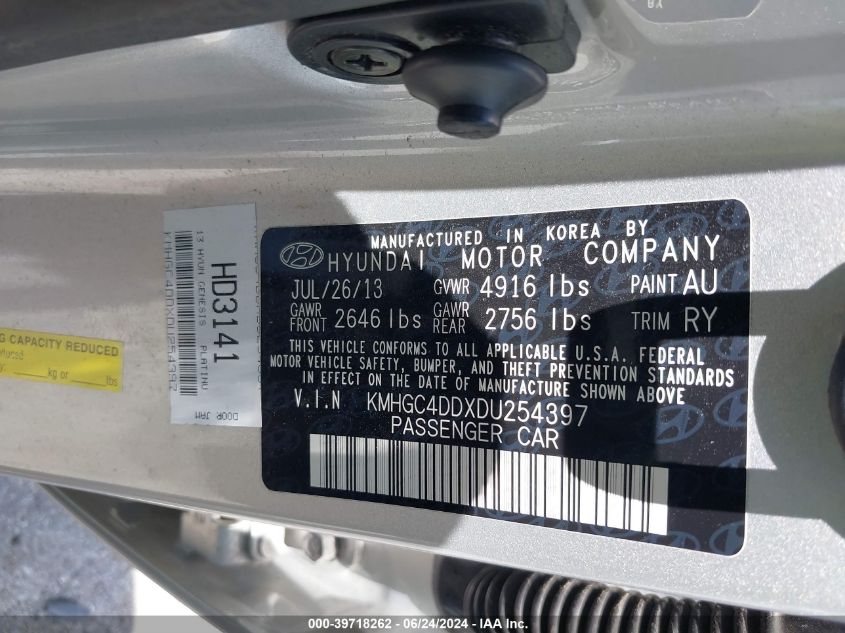 MANUFACTURED IN KOREA BY
HYUNDAI MOTOR COMPANY
JUL/26/13 GVWR 4916 lbs PAINT AU
GAWR FRONT 2646 lbs GAWR REAR 2756 lbs TRIM RY
THIS VEHICLE CONFORMS TO ALL APPLICABLE U.S.A. FEDERAL
MOTOR VEHICLE SAFETY, BUMPER, AND THEFT PREVENTION STANDARDS
IN EFFECT ON THE DATE OF MANUFACTURE SHOWN ABOVE
V.I.N KMHGC4DDXDU254397
PASSENGER CAR
HD3141
13 HYUN GENESIS PLATINU
KMHGC4DDXDU254397
DOOR JAM
G CAPACITY REDUCED
kg or lbs
000-39718262 - 06/24/2024 - IAA Inc.